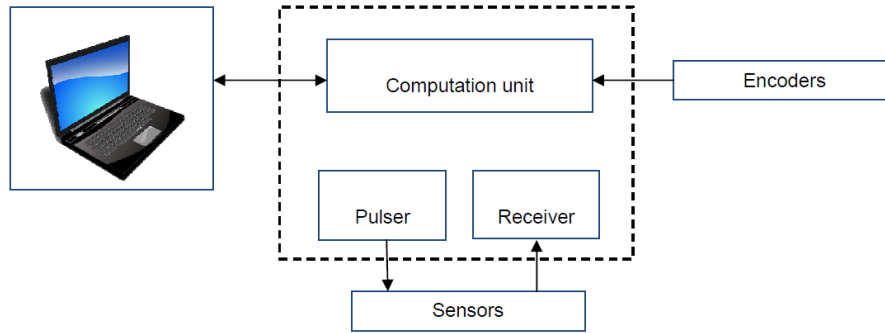 Computation unit
Encoders
Pulser
Receiver
Sensors